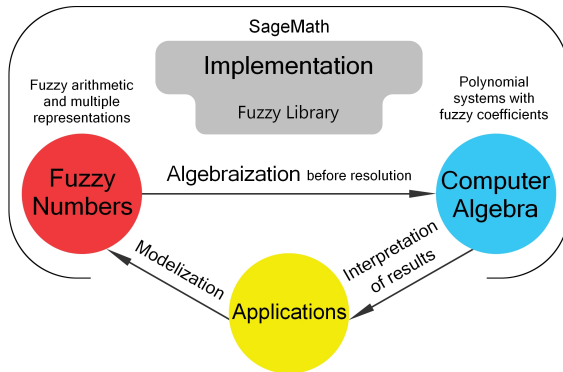 SageMath
Implementation
Fuzzy Library
Fuzzy arithmetic
and multiple
representations
Polynomial
systems with
fuzzy coefficients
Fuzzy
Numbers
Algebraization before resolution
Computer
Algebra
Modelization
Interpretation
of results
Applications